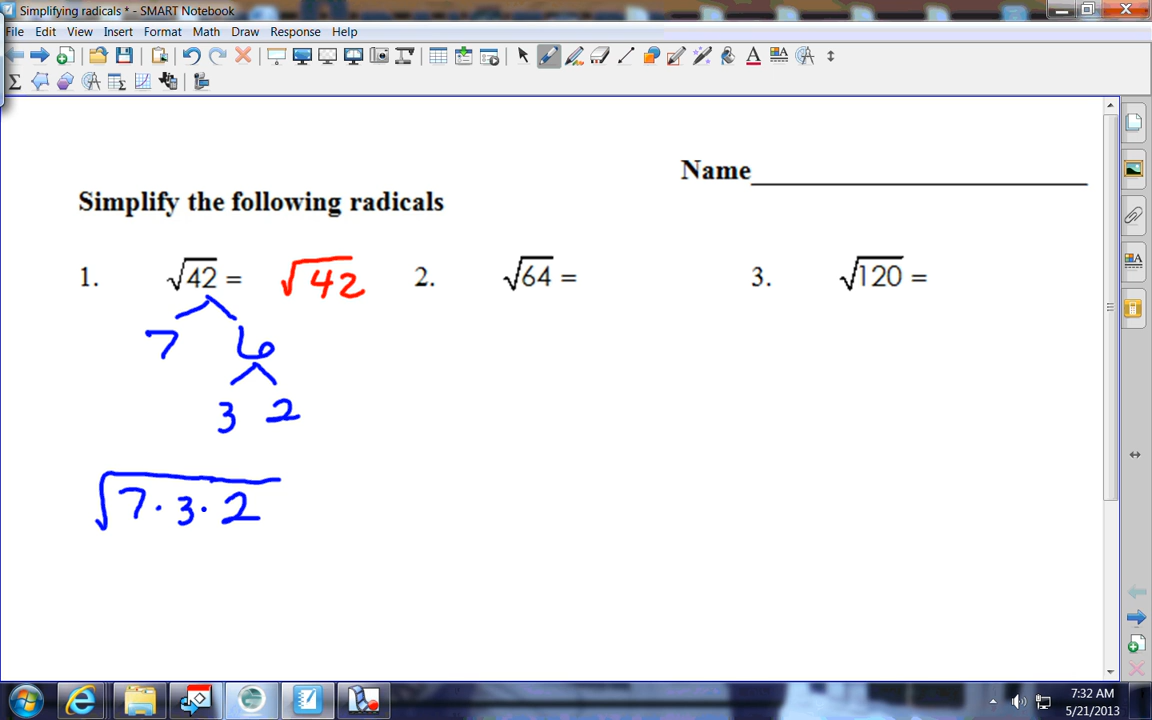 Simplifying radicals * - SMART Notebook
File Edit View Insert Format Math Draw Response Help
Name
Simplify the following radicals
1. √42 = √42
2. √64 =
3. √120 =
7 6
3 2
√7·3·2
7:32 AM
5/21/2013